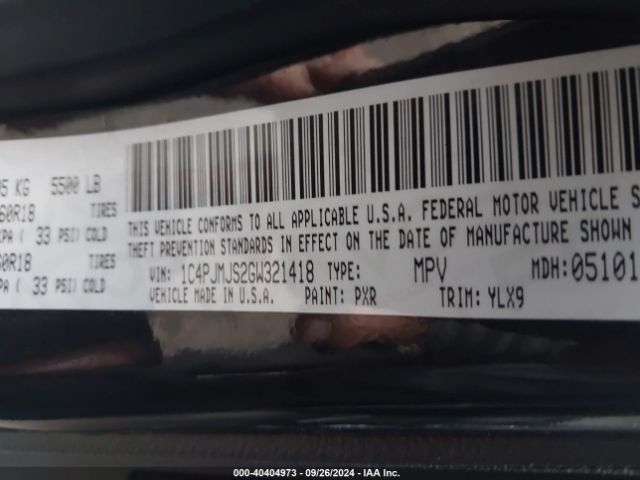 KG 5500 LB
60R18 TIRES
KPA ( 33 PSI) COLD
60R18 TIRES
PA ( 33 PSI) COLD
THIS VEHICLE CONFORMS TO ALL APPLICABLE U.S.A. FEDERAL MOTOR VEHICLE S
THEFT PREVENTION STANDARDS IN EFFECT ON THE DATE OF MANUFACTURE SHOWN
VIN: 1C4PJMJS2GW321418 TYPE: MPV MDH: 05101
VEHICLE MADE IN U.S.A. PAINT: PXR TRIM: YLX9
000-40404973 - 09/26/2024 - IAA Inc.